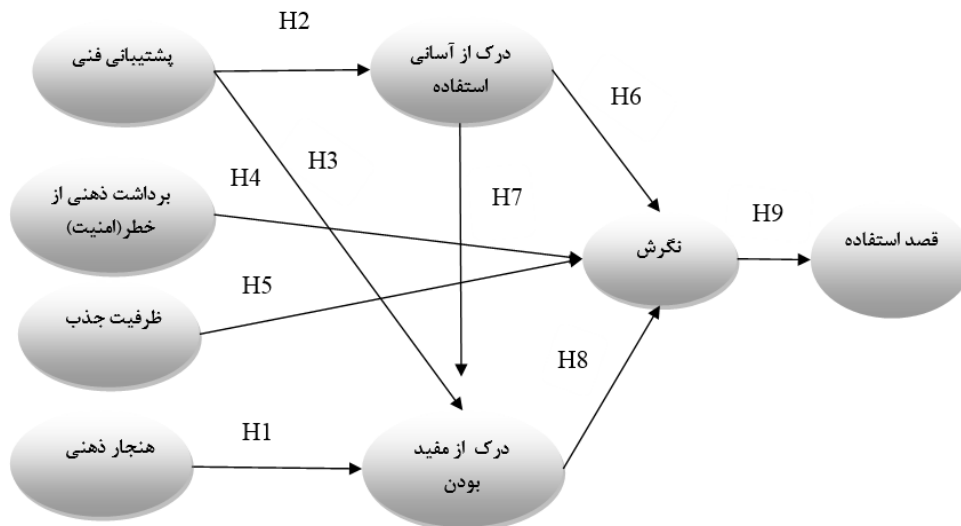 H2
پشتیبانی فنی
درک از آسانی
استفاده
H6
H3
H4
برداشت ذهنی از
خطر(امنیت)
H7
H9
نگرش
قصد استفاده
H5
ظرفیت جذب
H8
H1
هنجار ذهنی
درک از مفید
بودن